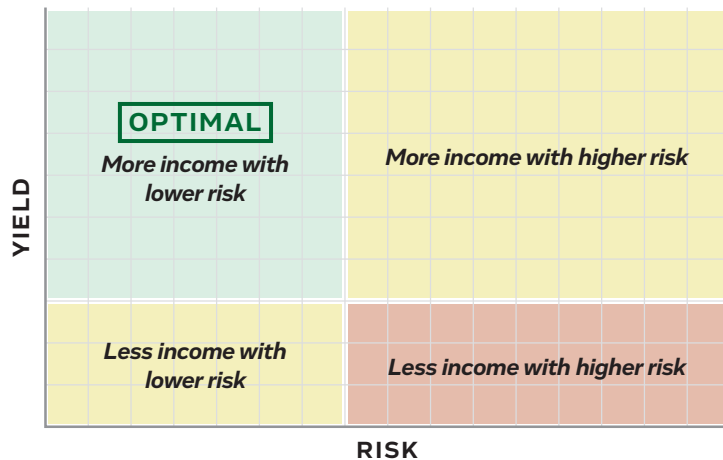 OPTIMAL
More income with
lower risk
More income with higher risk
YIELD
Less income with
lower risk
Less income with higher risk
RISK